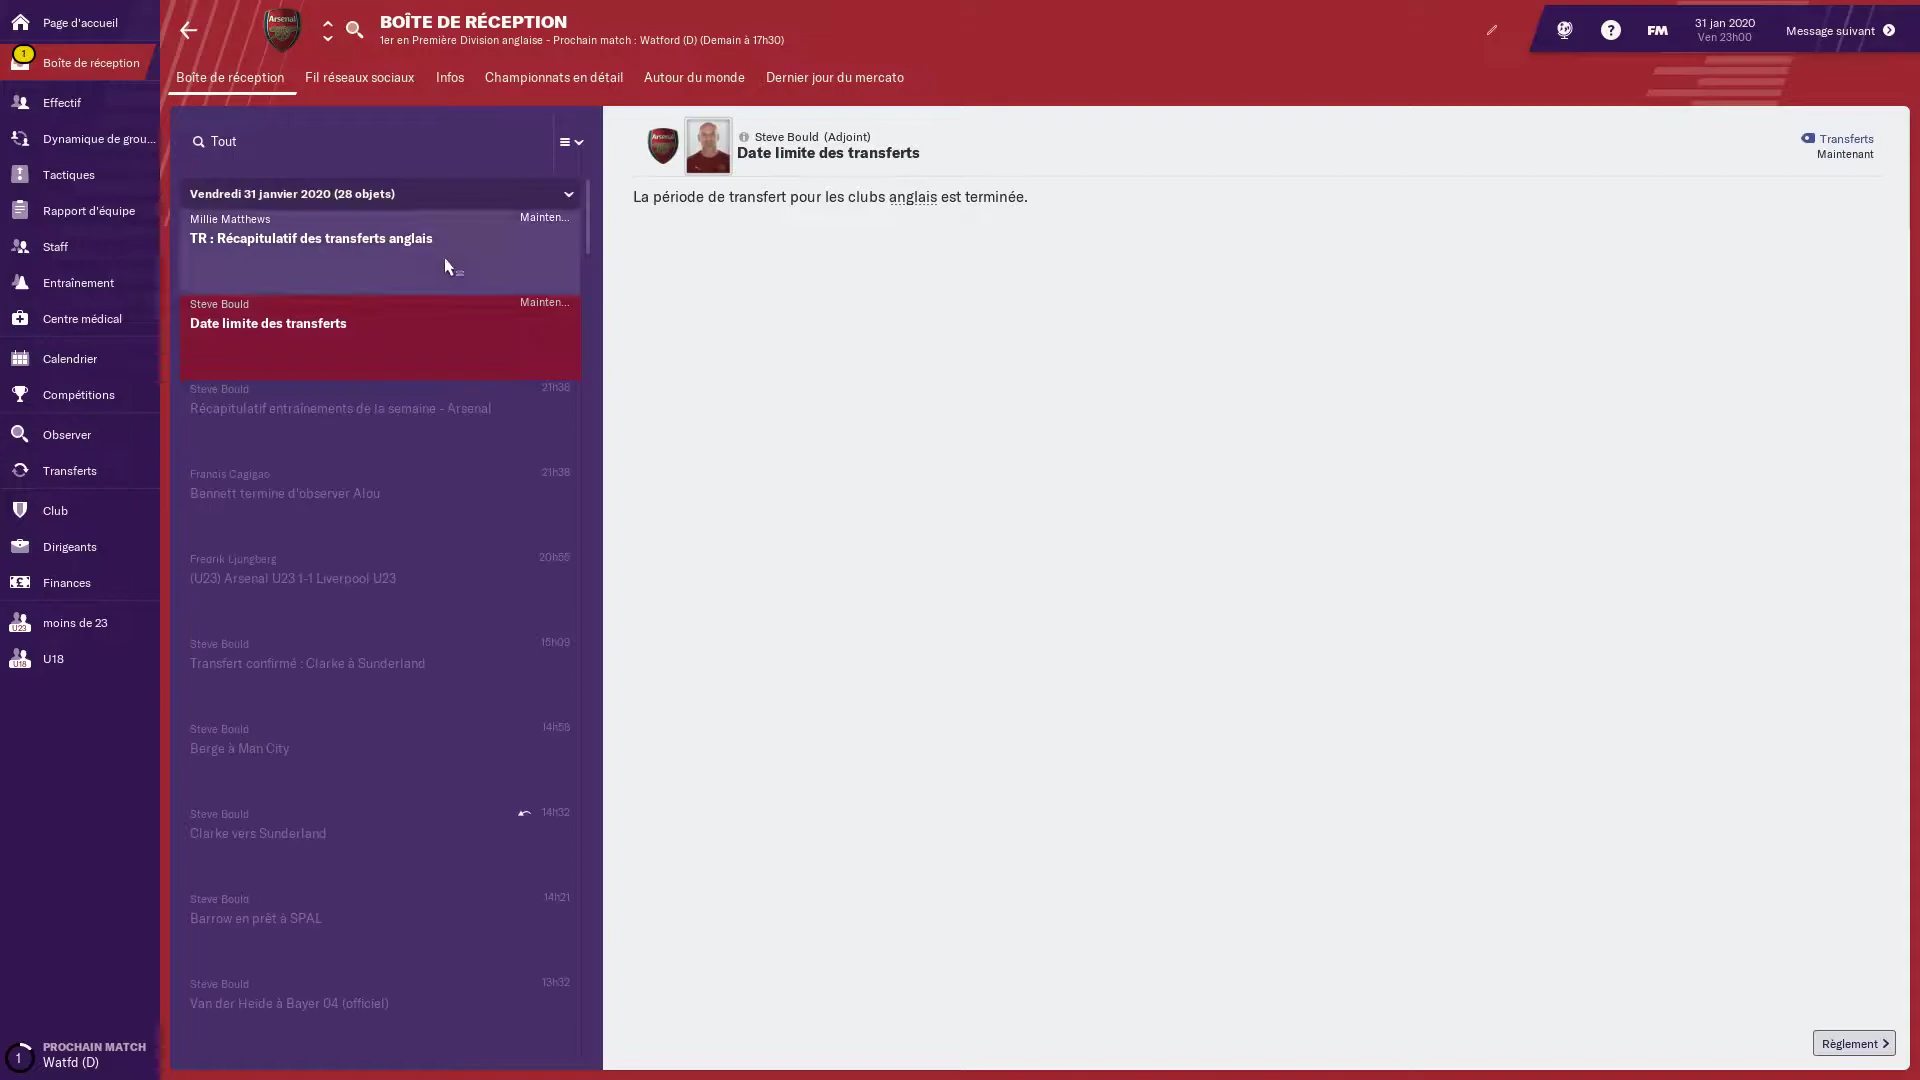 Page d'accueil
1
Boîte de réception
Effectif
Dynamique de grou...
Tactiques
Rapport d'équipe
Staff
Entraînement
Centre médical
Calendrier
Compétitions
Observer
Transferts
Club
Dirigeants
Finances
U23
moins de 23
U18
U18
1
PROCHAIN MATCH
Watfd (D)
Arsenal
BOÎTE DE RÉCEPTION
1er en Première Division anglaise - Prochain match : Watford (D) (Demain à 17h30)
?
FM
31 jan 2020
Ven 23h00
Message suivant
Boîte de réception
Fil réseaux sociaux
Infos
Championnats en détail
Autour du monde
Dernier jour du mercato
Tout
Vendredi 31 janvier 2020 (28 objets)
Millie Matthews
Mainten...
TR : Récapitulatif des transferts anglais
Steve Bould
Mainten...
Date limite des transferts
Steve Bould
21h38
Récapitulatif entraînements de la semaine - Arsenal
Francis Cagigao
21h38
Bennett termine d'observer Alou
Fredrik Ljungberg
20h55
(U23) Arsenal U23 1-1 Liverpool U23
Steve Bould
15h09
Transfert confirmé : Clarke à Sunderland
Steve Bould
14h58
Berge à Man City
Steve Bould
14h32
Clarke vers Sunderland
Steve Bould
14h21
Barrow en prêt à SPAL
Steve Bould
13h32
Van der Heide à Bayer 04 (officiel)
Arsenal
Steve Bould (Adjoint)
Date limite des transferts
Transferts
Maintenant
La période de transfert pour les clubs anglais est terminée.
Règlement